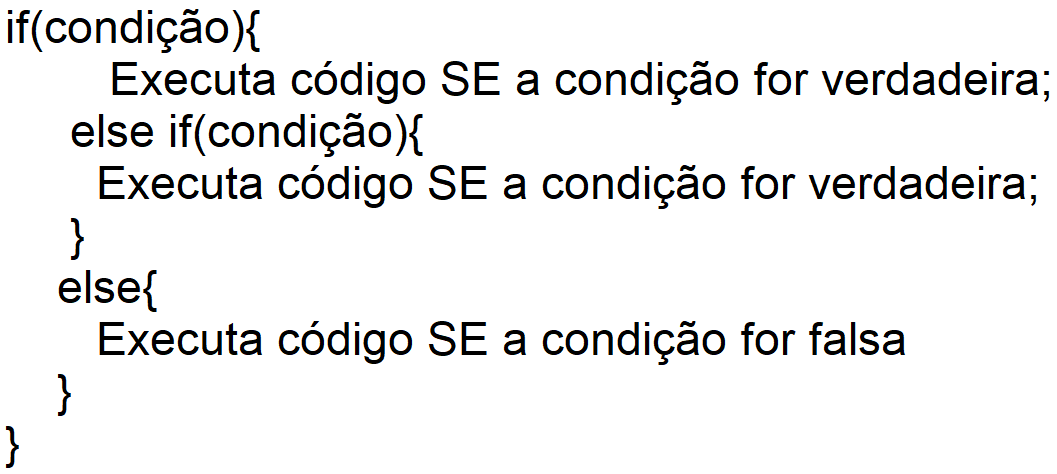 if(condição){
Executa código SE a condição for verdadeira;
else if(condição){
Executa código SE a condição for verdadeira;
}
else{
Executa código SE a condição for falsa
}
}